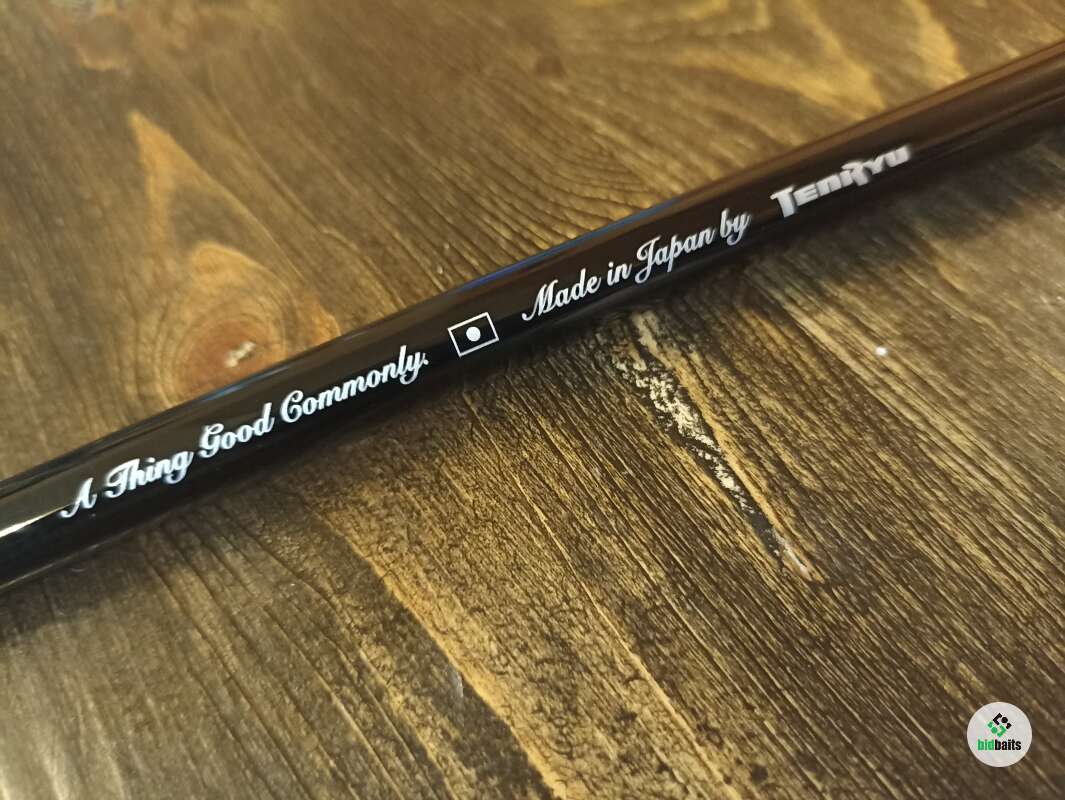 A Thing Good Commonly. Made in Japan by TENRYU
bidbaits